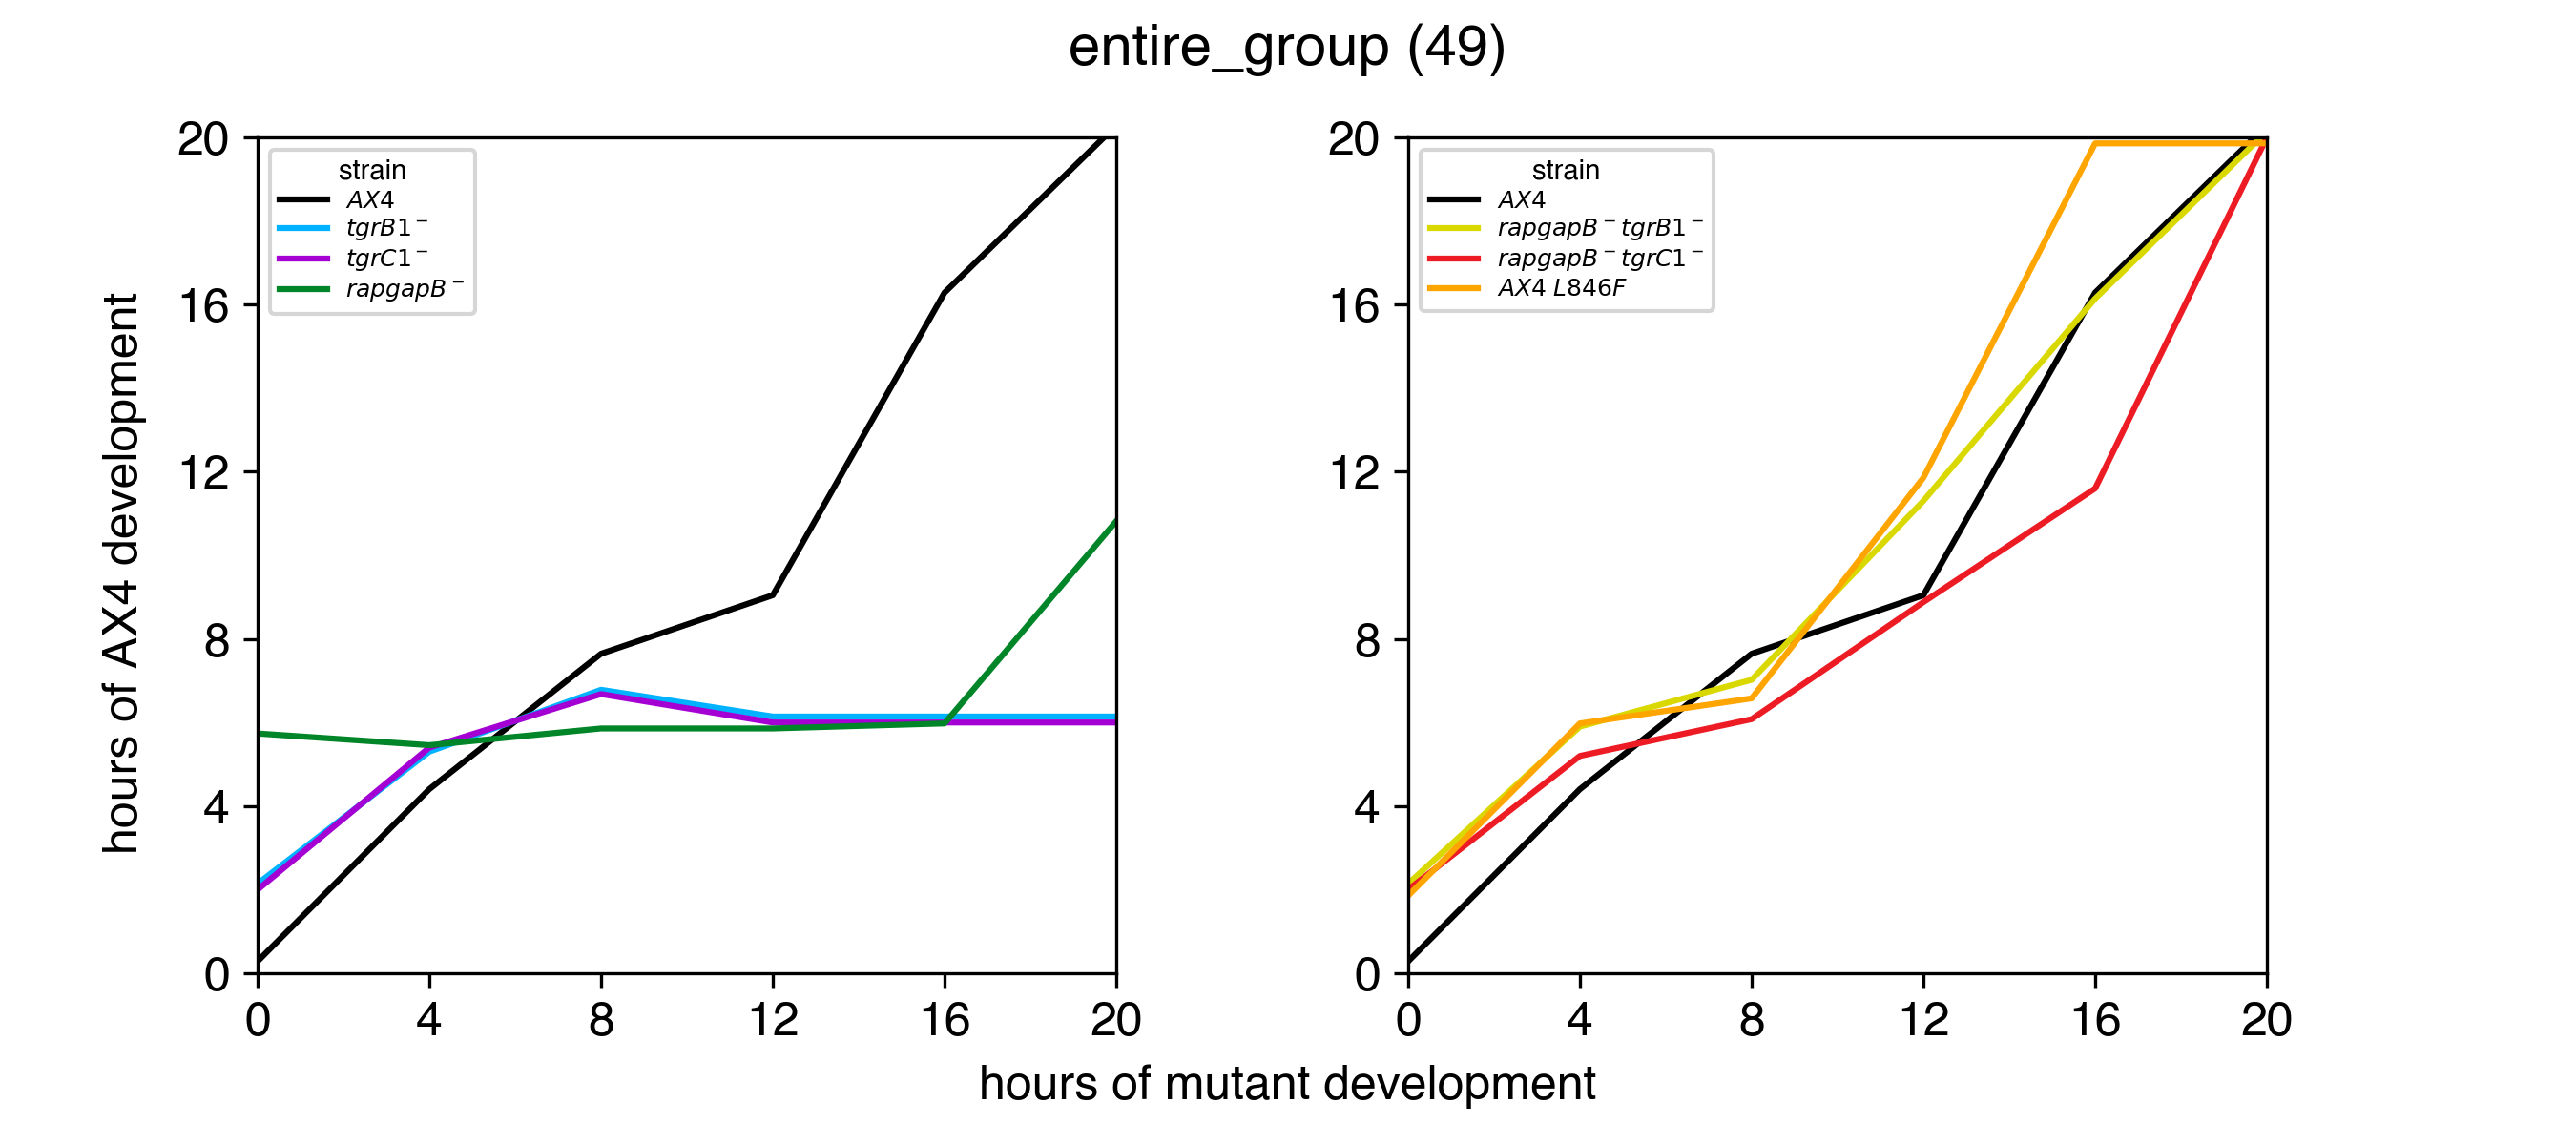 entire_group (49)
hours of AX4 development
20
16
12
8
4
0
strain
AX4
tgrB1⁻
tgrC1⁻
rapgapB⁻
0 4 8 12 16 20
20
16
12
8
4
0
strain
AX4
rapgapB⁻tgrB1⁻
rapgapB⁻tgrC1⁻
AX4 L846F
0 4 8 12 16 20
hours of mutant development